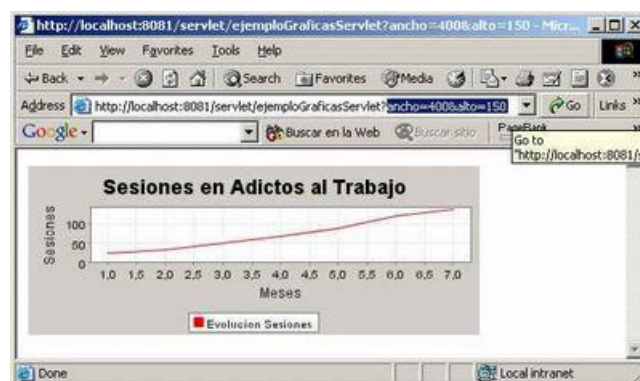 http://localhost:8081/servlet/ejemploGraficasServlet?ancho=400&alto=150 - Micr...
File Edit View Favorites Tools Help
Back Search Favorites Media
Address http://localhost:8081/servlet/ejemploGraficasServlet?ancho=400&alto=150 Go Links »
Google Buscar en la Web Buscar sitio PageRank
Go to
"http://localhost:8081/s
Sesiones en Adictos al Trabajo
Sesiones
100
50
0
1,0 1,5 2,0 2,5 3,0 3,5 4,0 4,5 5,0 5,5 6,0 6,5 7,0
Meses
Evolucion Sesiones
Done Local intranet